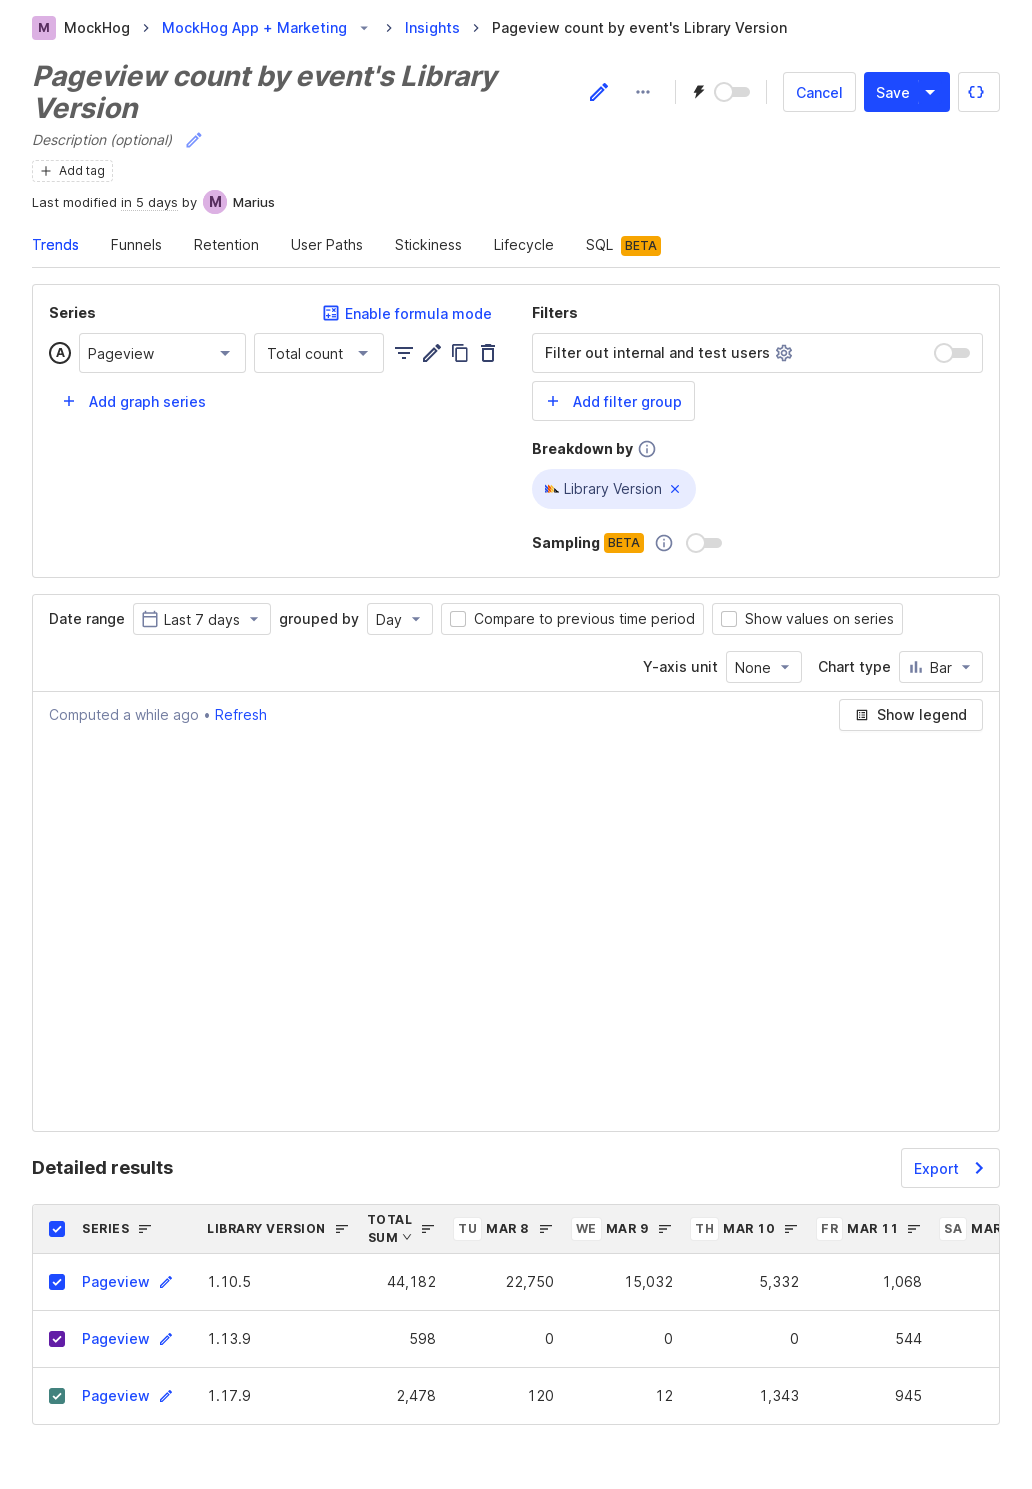 M MockHog MockHog App + Marketing Insights Pageview count by event's Library Version
Pageview count by event's Library
Version
Cancel Save
Description (optional)
Add tag
Last modified in 5 days by M Marius
Trends Funnels Retention User Paths Stickiness Lifecycle SQL BETA
Series Enable formula mode
A Pageview Total count
Add graph series
Filters
Filter out internal and test users
Add filter group
Breakdown by
Library Version
Sampling BETA
Date range Last 7 days grouped by Day Compare to previous time period Show values on series
Y-axis unit None Chart type Bar
Computed a while ago • Refresh Show legend
Detailed results Export
SERIES LIBRARY VERSION TOTAL SUM TU MAR 8 WE MAR 9 TH MAR 10 FR MAR 11 SA MAR
Pageview 1.10.5 44,182 22,750 15,032 5,332 1,068
Pageview 1.13.9 598 0 0 0 544
Pageview 1.17.9 2,478 120 12 1,343 945